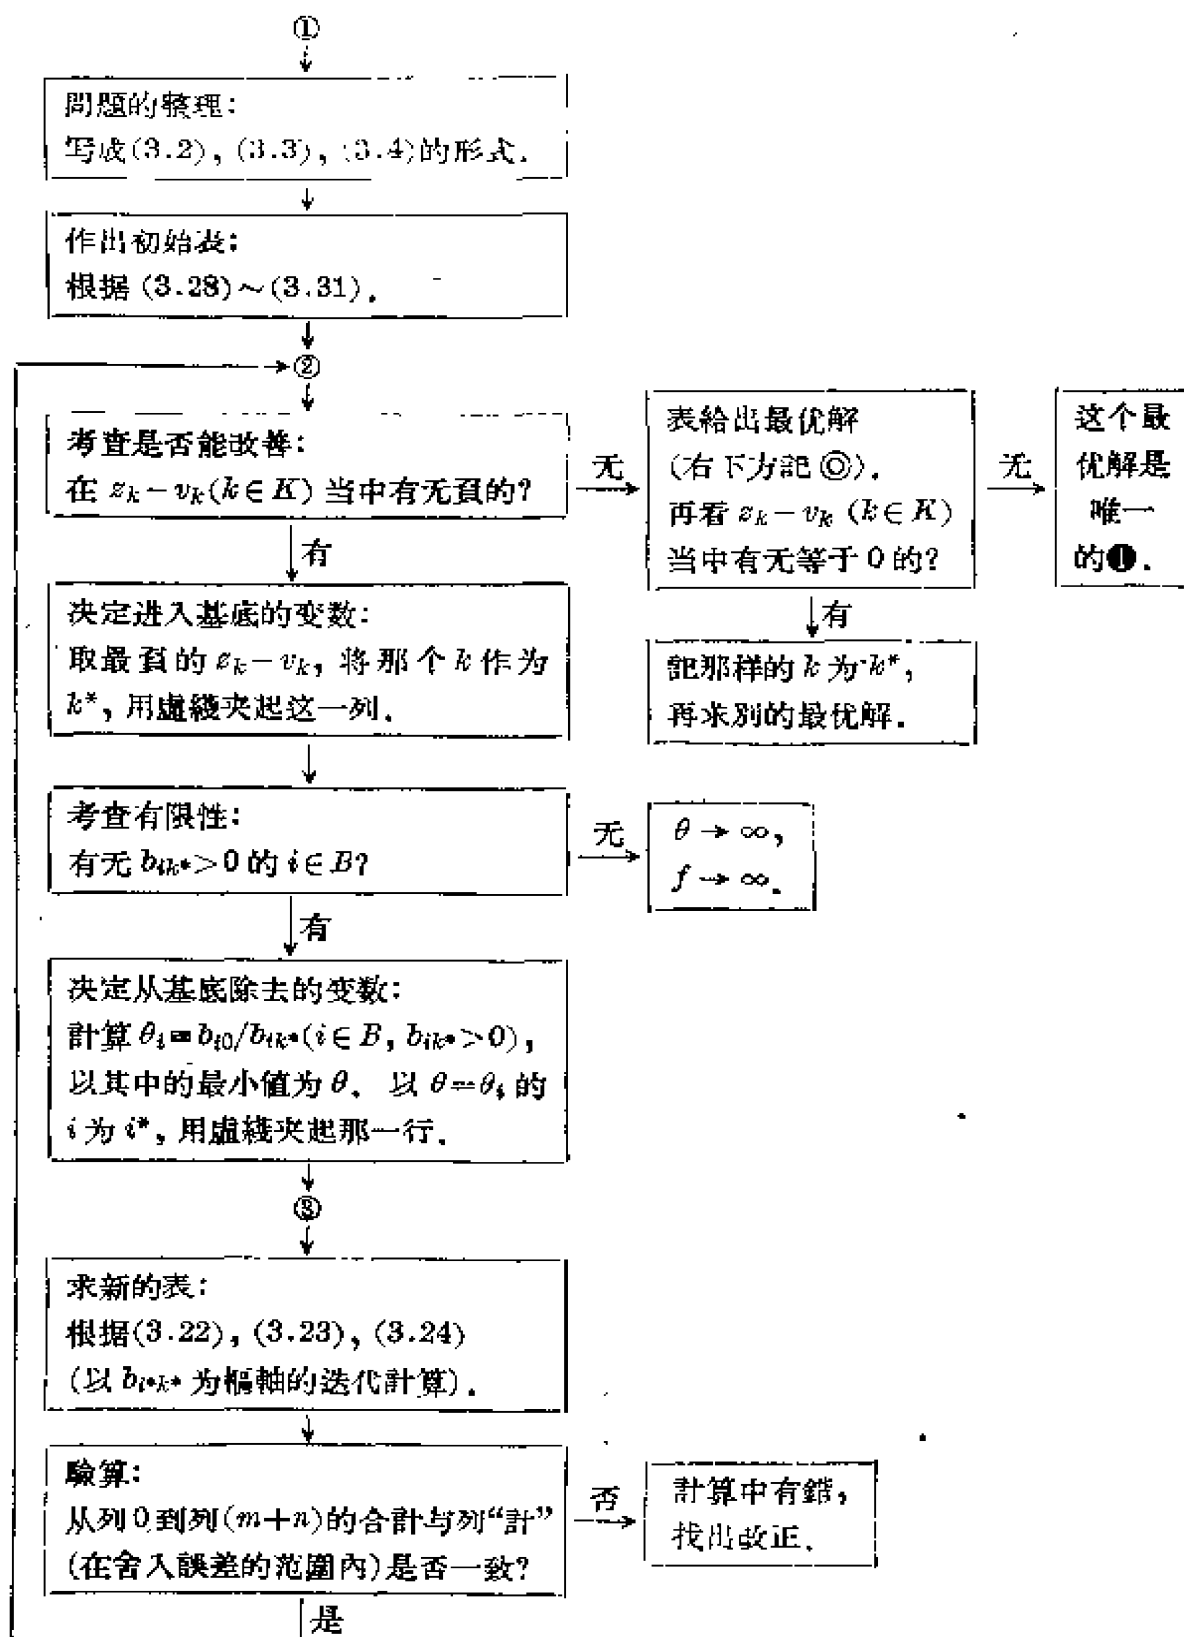 ①
問題的整理:
写成(3.2), (3.3), (3.4)的形式.
作出初始表:
根据 (3.28)～(3.31).
②
考查是否能改善:
在 z_k－v_k(k∈K) 当中有无負的?
无
表給出最优解
(右下方記◎).
再看 z_k－v_k (k∈K)
当中有无等于 0 的?
无
这个最
优解是
唯一
的❶.
有
决定进入基底的变数:
取最負的 z_k－v_k, 将那个 k 作为
k*, 用虛綫夹起这一列.
有
記那样的 k 为 k*,
再求別的最优解.
考查有限性:
有无 b_{ik*}>0 的 i∈B?
无
θ→∞,
f→∞.
有
决定从基底除去的变数:
計算 θ_i＝b_{i0}/b_{ik*}(i∈B, b_{ik*}>0),
以其中的最小值为 θ. 以 θ＝θ_i 的
i 为 i*, 用虛綫夹起那一行.
③
求新的表:
根据(3.22), (3.23), (3.24)
(以 b_{i*k*} 为樞軸的迭代計算).
驗算:
从列 0 到列(m＋n)的合計与列“計”
(在舍入誤差的范圍內)是否一致?
否
計算中有錯,
找出改正.
是